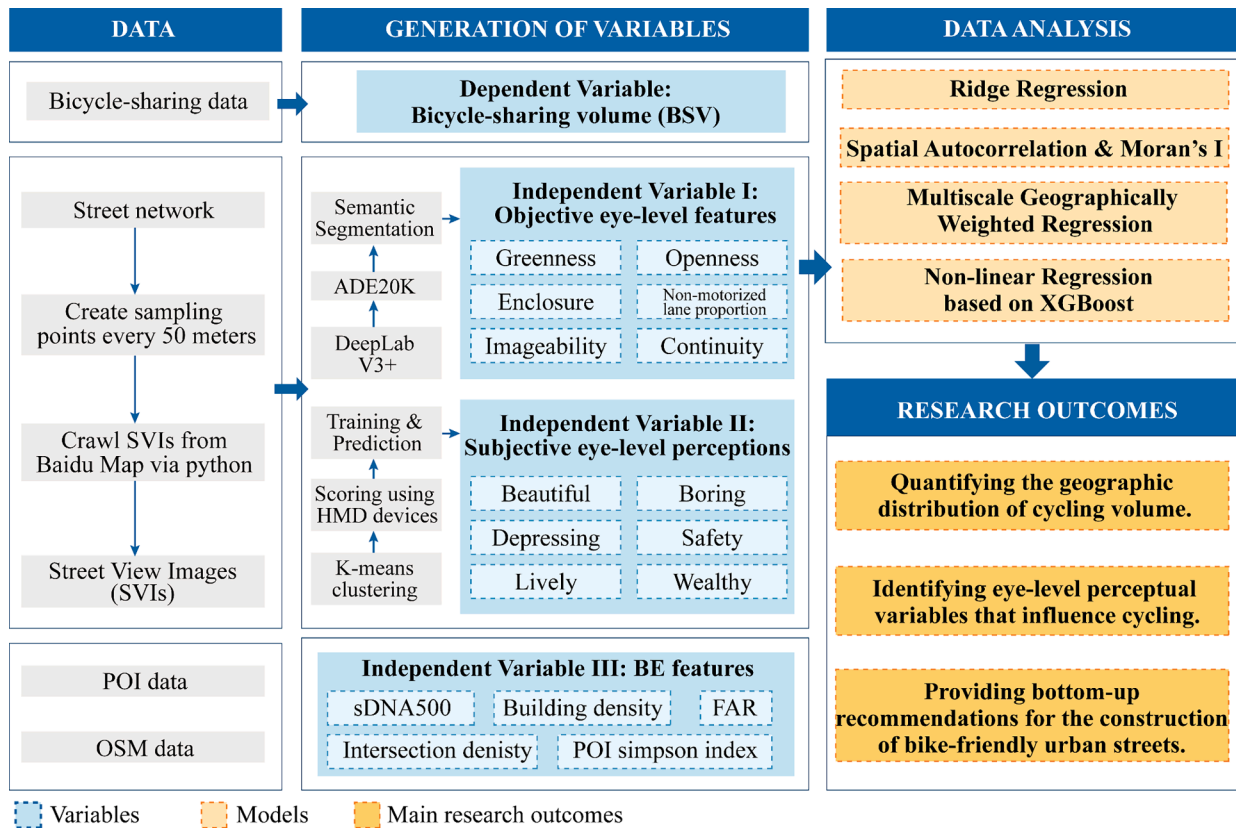 DATA
Bicycle-sharing data
Street network
Create sampling
points every 50 meters
Crawl SVIs from
Baidu Map via python
Street View Images
(SVIs)
POI data
OSM data
GENERATION OF VARIABLES
Dependent Variable:
Bicycle-sharing volume (BSV)
Semantic
Segmentation
ADE20K
DeepLab
V3+
Independent Variable I:
Objective eye-level features
Greenness
Openness
Enclosure
Non-motorized
lane proportion
Imageability
Continuity
Training &
Prediction
Scoring using
HMD devices
K-means
clustering
Independent Variable II:
Subjective eye-level perceptions
Beautiful
Boring
Depressing
Safety
Lively
Wealthy
Independent Variable III: BE features
sDNA500
Building density
FAR
Intersection denisty
POI simpson index
DATA ANALYSIS
Ridge Regression
Spatial Autocorrelation & Moran’s I
Multiscale Geographically
Weighted Regression
Non-linear Regression
based on XGBoost
RESEARCH OUTCOMES
Quantifying the geographic
distribution of cycling volume.
Identifying eye-level perceptual
variables that influence cycling.
Providing bottom-up
recommendations for the construction
of bike-friendly urban streets.
Variables
Models
Main research outcomes